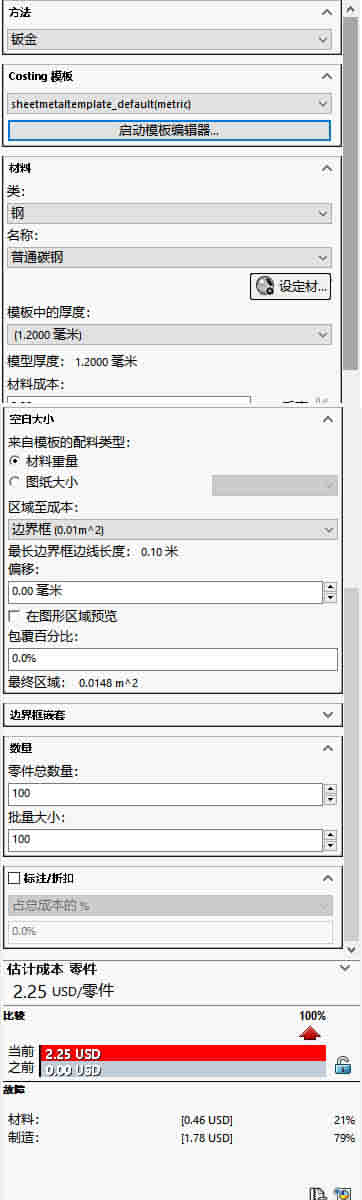 方法
钣金
Costing 模板
sheetmetaltemplate_default(metric)
启动模板编辑器...
材料
类：
钢
名称：
普通碳钢
设定材...
模板中的厚度：
(1.2000 毫米)
模型厚度： 1.2000 毫米
材料成本：
空白大小
来自模板的配料类型：
材料重量
图纸大小
区域至成本：
边界框 (0.01m^2)
最长边界框边线长度： 0.10 米
偏移：
0.00 毫米
在图形区域预览
包覆百分比：
0.0%
最终区域： 0.0148 m^2
边界框嵌套
数量
零件总数量：
100
批量大小：
100
标注/折扣
占总成本的 %
0.0%
估计成本 零件
2.25 USD/零件
比较
100%
当前 2.25 USD
之前 0.00 USD
故障
材料： [0.46 USD] 21%
制造： [1.78 USD] 79%